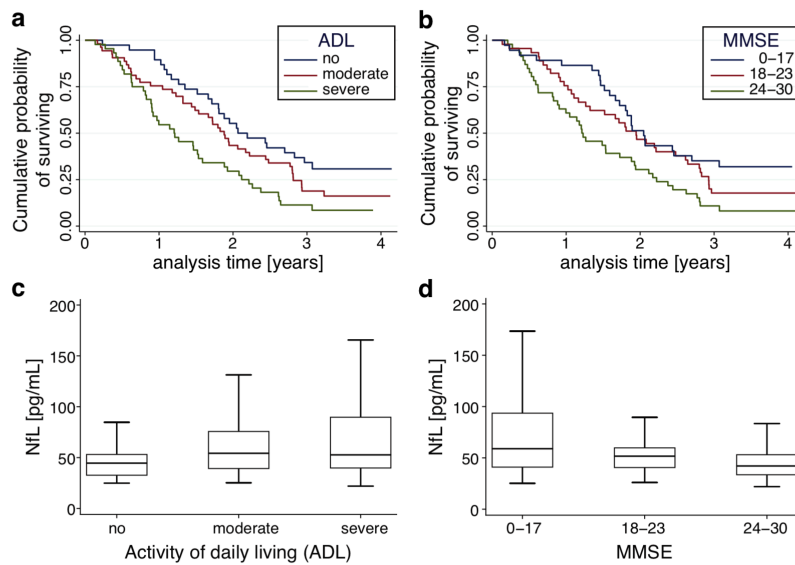 a
ADL
no
moderate
severe
Cumulative probability
of surviving
1.00
0.75
0.50
0.25
0.00
0 1 2 3 4
analysis time [years]
b
MMSE
0–17
18–23
24–30
Cumulative probability
of surviving
1.00
0.75
0.50
0.25
0.00
0 1 2 3 4
analysis time [years]
c
NfL [pg/mL]
200
150
100
50
0
no moderate severe
Activity of daily living (ADL)
d
NfL [pg/mL]
200
150
100
50
0
0–17 18–23 24–30
MMSE